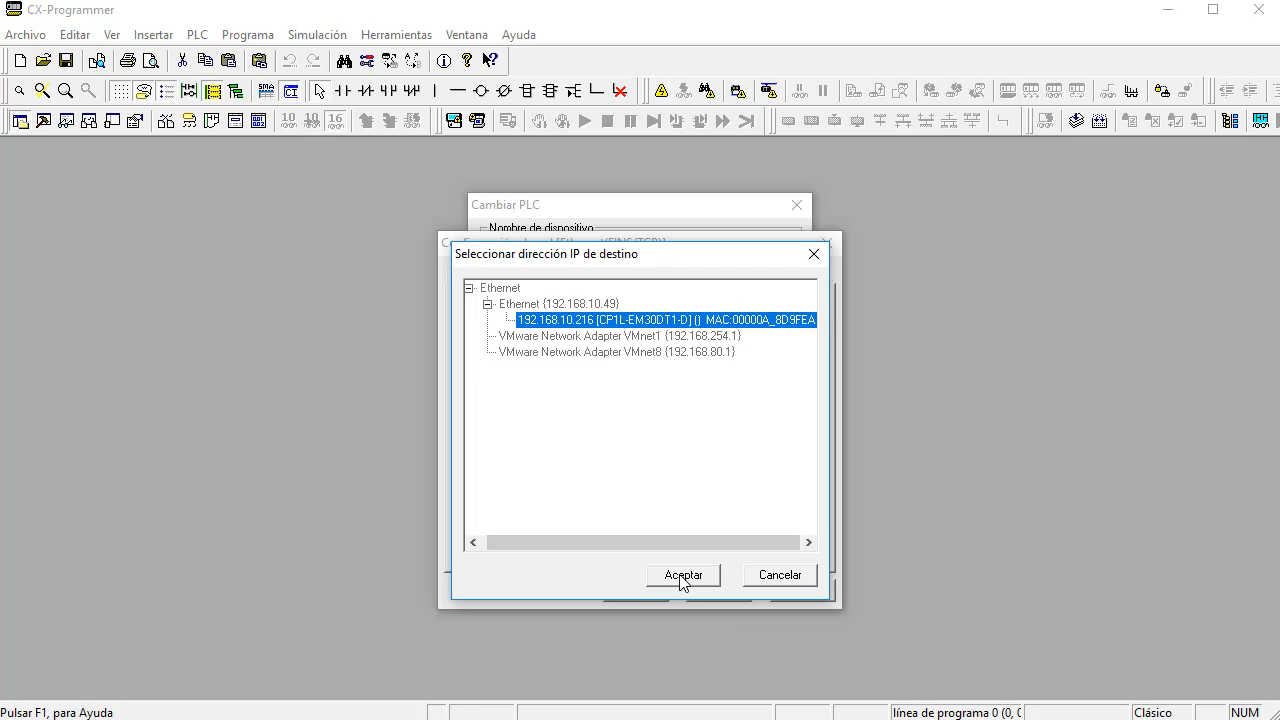 CX-Programmer
Archivo Editar Ver Insertar PLC Programa Simulación Herramientas Ventana Ayuda
10 10 16
Cambiar PLC
Nombre de dispositivo
Seleccionar dirección IP de destino
Ethernet
Ethernet {192.168.10.49}
192.168.10.216 [CP1L-EM30DT1-D] () MAC:00000A_8D9FEA
VMware Network Adapter VMnet1 {192.168.254.1}
VMware Network Adapter VMnet8 {192.168.80.1}
Aceptar Cancelar
Pulsar F1, para Ayuda línea de programa 0 (0, 0 Clásico NUM